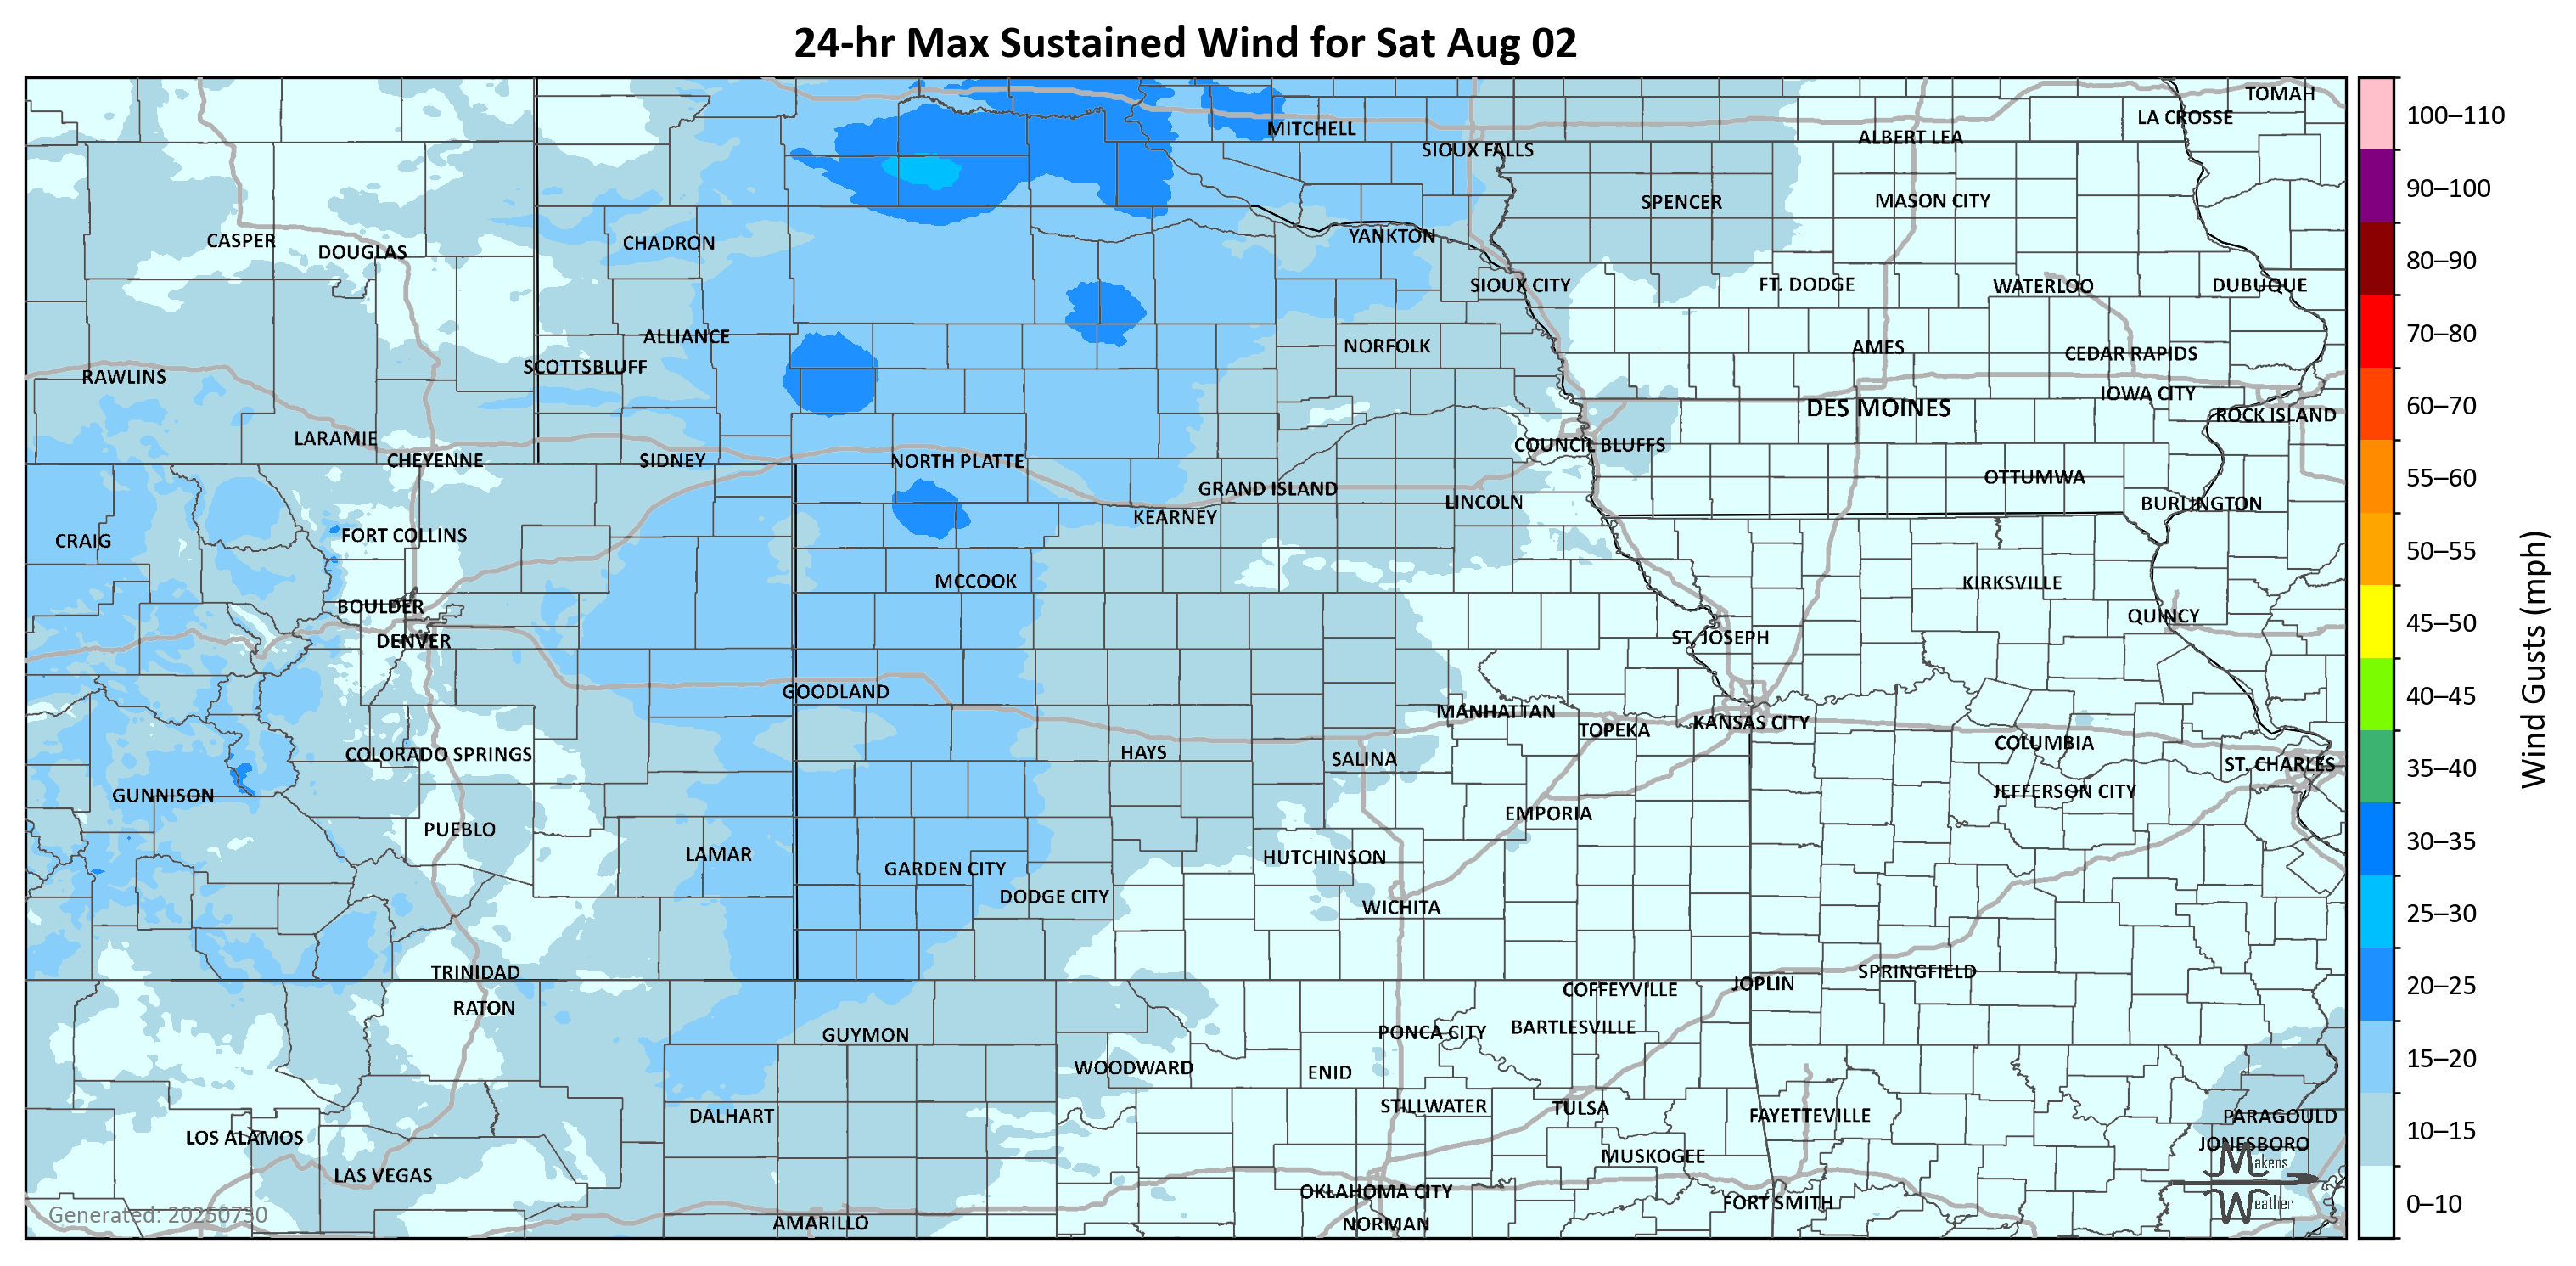 24-hr Max Sustained Wind for Sat Aug 02
TOMAH
LA CROSSE
MITCHELL
ALBERT LEA
SIOUX FALLS
SPENCER
MASON CITY
CASPER
DOUGLAS
CHADRON
YANKTON
SIOUX CITY
FT. DODGE
WATERLOO
DUBUQUE
ALLIANCE
NORFOLK
AMES
CEDAR RAPIDS
SCOTTSBLUFF
RAWLINS
IOWA CITY
DES MOINES
ROCK ISLAND
LARAMIE
COUNCIL BLUFFS
CHEYENNE
SIDNEY
NORTH PLATTE
OTTUMWA
GRAND ISLAND
LINCOLN
BURLINGTON
KEARNEY
FORT COLLINS
CRAIG
MCCOOK
KIRKSVILLE
BOULDER
QUINCY
DENVER
ST. JOSEPH
GOODLAND
MANHATTAN
TOPEKA
KANSAS CITY
COLUMBIA
COLORADO SPRINGS
HAYS
SALINA
ST. CHARLES
GUNNISON
JEFFERSON CITY
EMPORIA
PUEBLO
LAMAR
HUTCHINSON
GARDEN CITY
DODGE CITY
WICHITA
TRINIDAD
SPRINGFIELD
JOPLIN
COFFEYVILLE
RATON
GUYMON
PONCA CITY
BARTLESVILLE
WOODWARD
ENID
STILLWATER
TULSA
DALHART
FAYETTEVILLE
PARAGOULD
LOS ALAMOS
JONESBORO
MUSKOGEE
LAS VEGAS
OKLAHOMA CITY
FORT SMITH
AMARILLO
NORMAN
Makens
Weather
Generated: 20250730
100–110
90–100
80–90
70–80
60–70
55–60
50–55
45–50
40–45
35–40
30–35
25–30
20–25
15–20
10–15
0–10
Wind Gusts (mph)